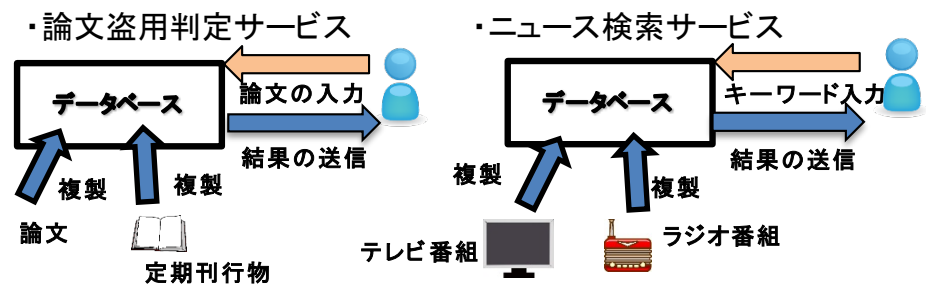 ・論文盗用判定サービス
データベース
論文の入力
結果の送信
複製
複製
論文
定期刊行物
・ニュース検索サービス
データベース
キーワード入力
結果の送信
複製
複製
テレビ番組
ラジオ番組